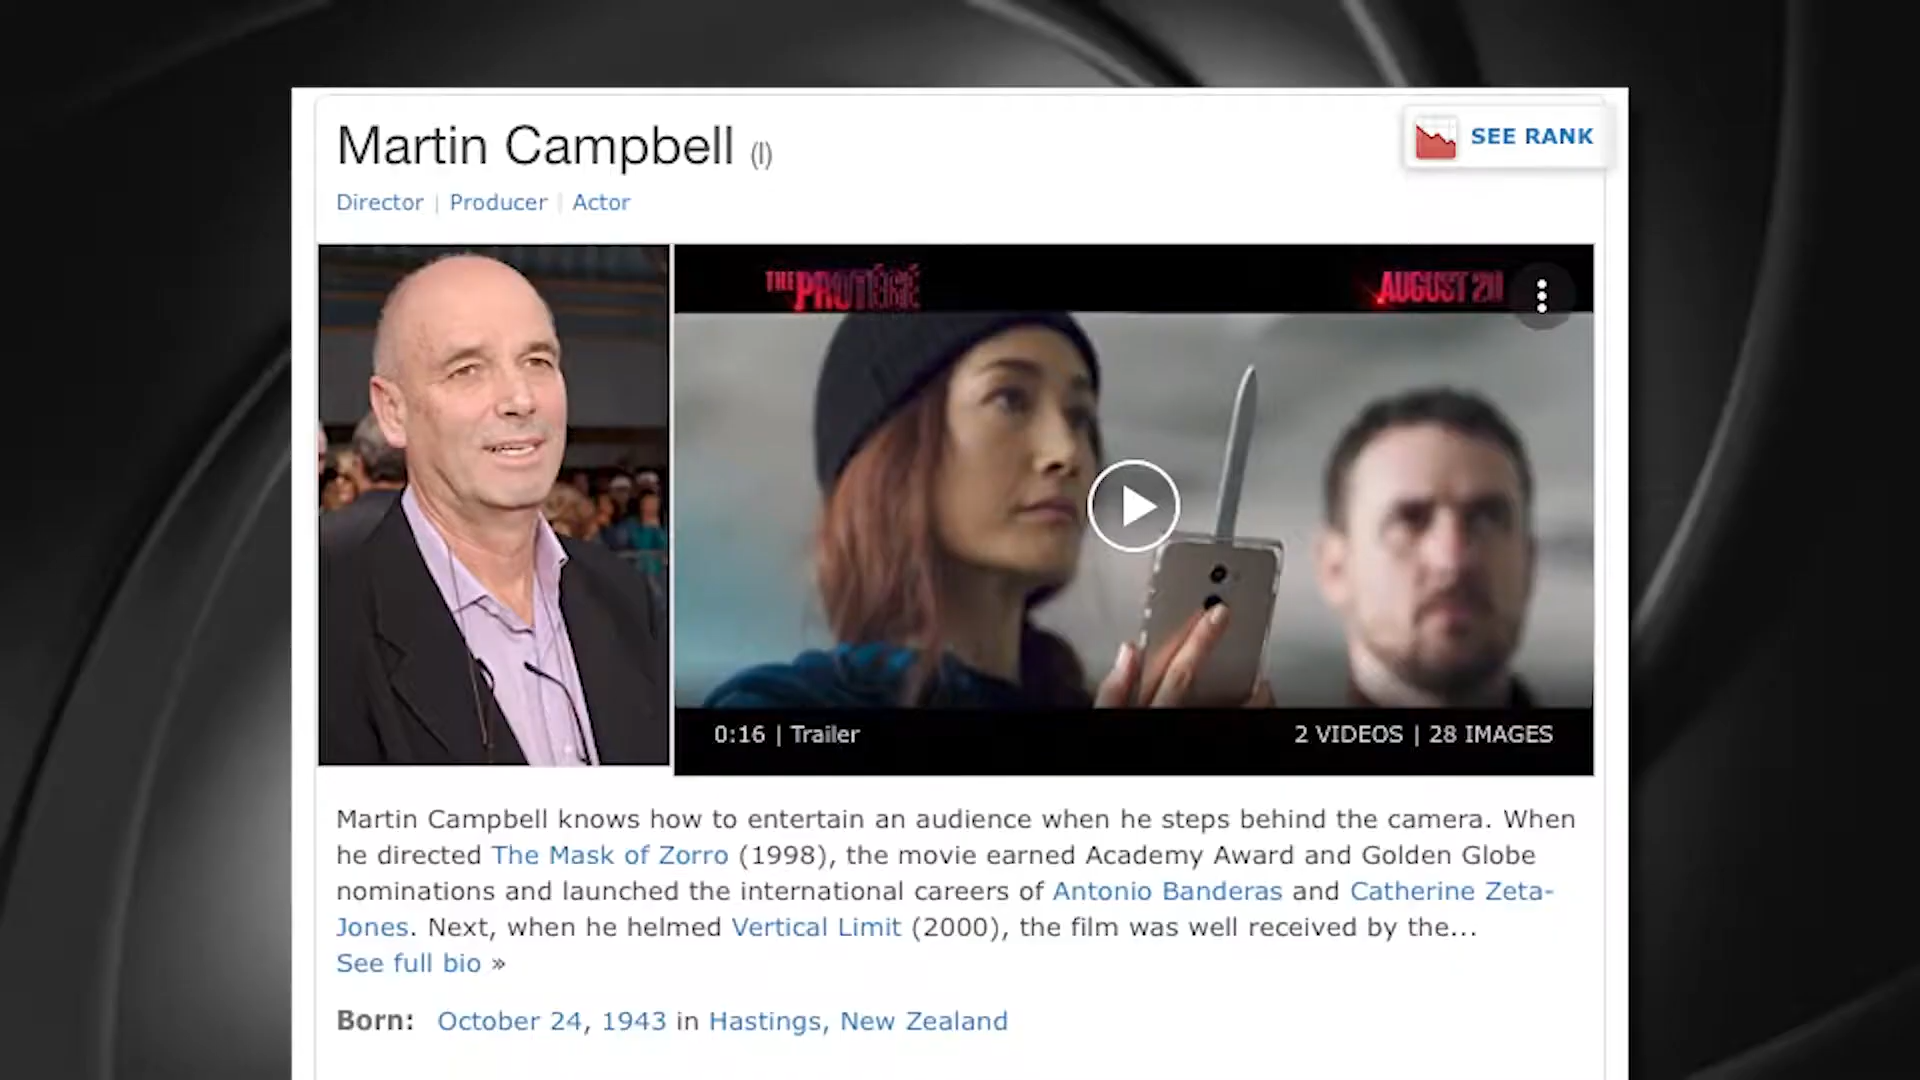 Martin Campbell (I)
SEE RANK
Director | Producer | Actor
THE PROTÉGÉ
AUGUST 20
0:16 | Trailer
2 VIDEOS | 28 IMAGES
Martin Campbell knows how to entertain an audience when he steps behind the camera. When
he directed The Mask of Zorro (1998), the movie earned Academy Award and Golden Globe
nominations and launched the international careers of Antonio Banderas and Catherine Zeta-
Jones. Next, when he helmed Vertical Limit (2000), the film was well received by the...
See full bio »
Born: October 24, 1943 in Hastings, New Zealand